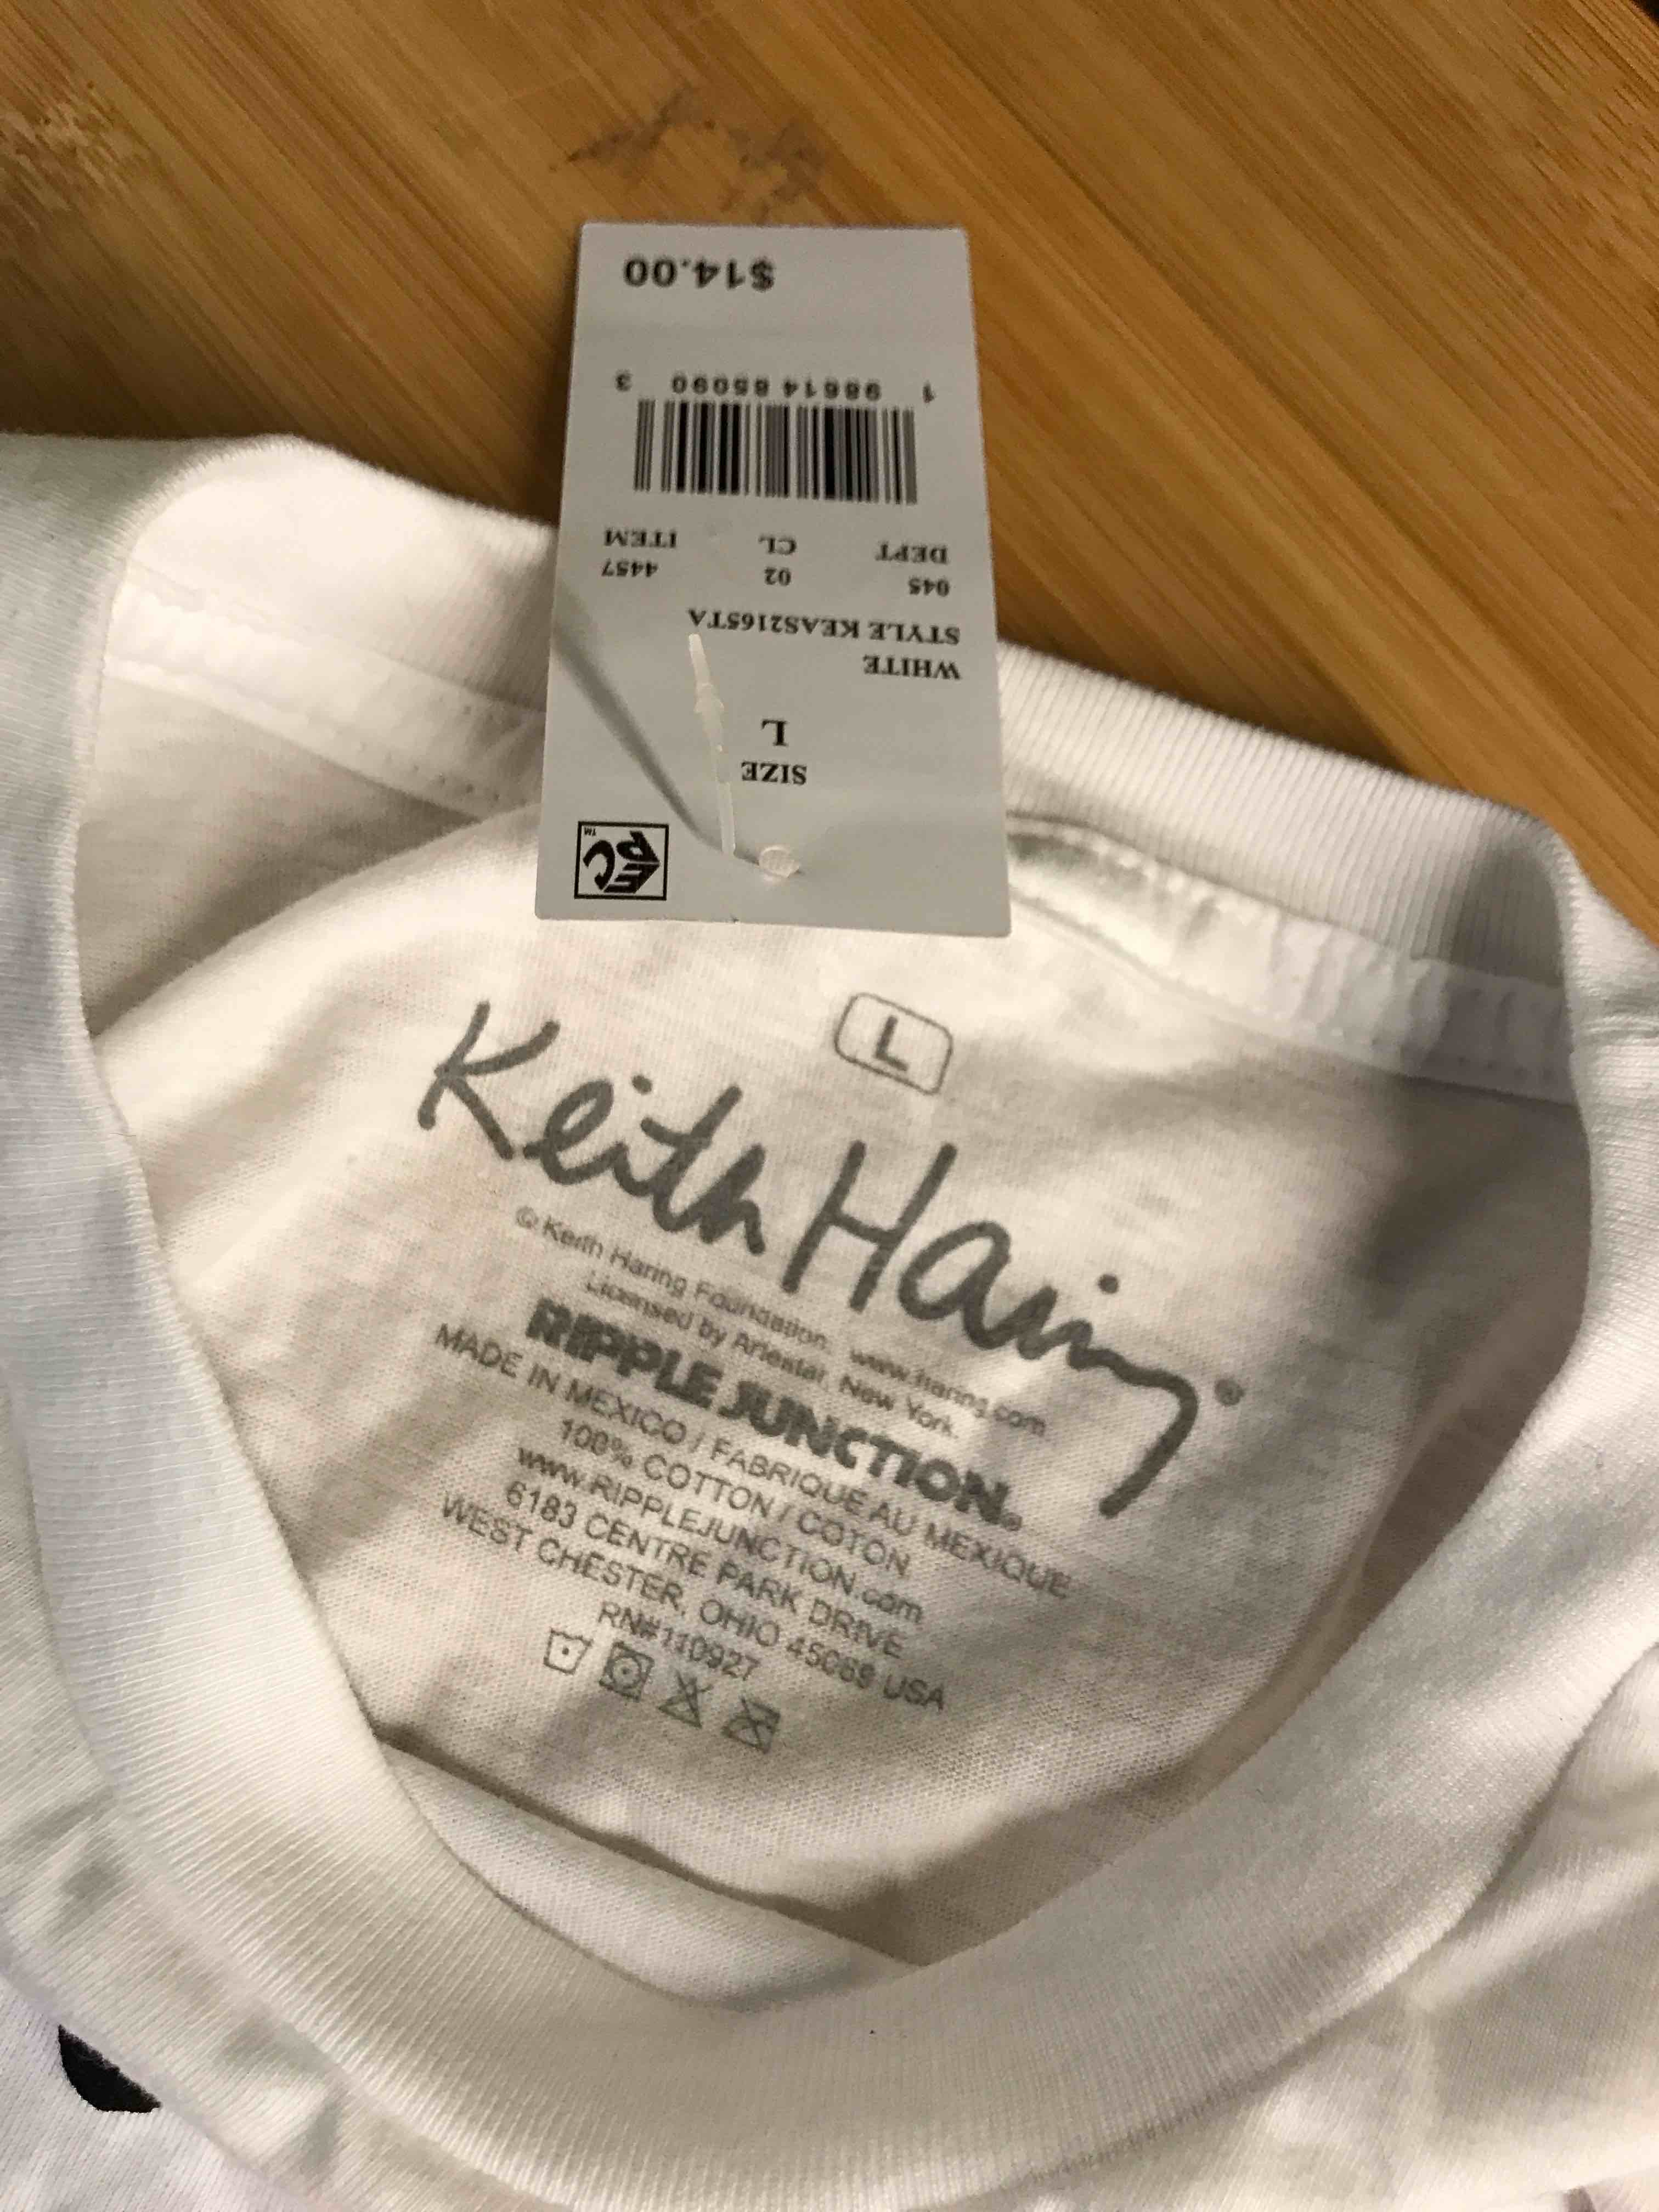 EPC
TM
SIZE
L
WHITE
STYLE KEAS2165TA
045 02 4457
DEPT CL ITEM
1 98614 85090 3
$14.00
L
Keith Haring®
© Keith Haring Foundation. www.haring.com
Licensed by Artestar, New York.
RIPPLE JUNCTION®
MADE IN MEXICO / FABRIQUE AU MEXIQUE
100% COTTON / COTON
www.RIPPLEJUNCTION.com
6183 CENTRE PARK DRIVE
WEST CHESTER, OHIO 45069 USA
RN#110927